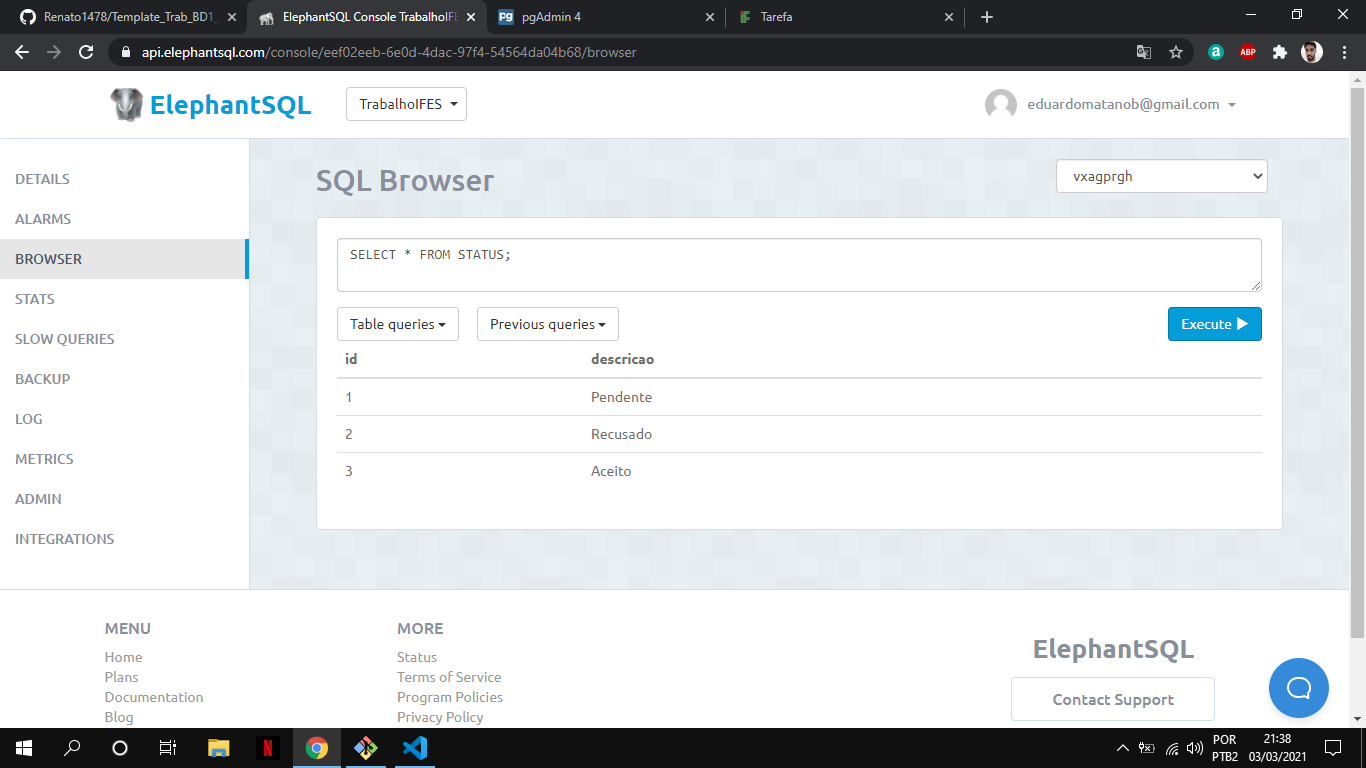 Renato1478/Template_Trab_BD1_
ElephantSQL Console TrabalhoIFE
pgAdmin 4
Tarefa
api.elephantsql.com/console/eef02eeb-6e0d-4dac-97f4-54564da04b68/browser
ABP
ElephantSQL
TrabalhoIFES
eduardomatanob@gmail.com
DETAILS
ALARMS
BROWSER
STATS
SLOW QUERIES
BACKUP
LOG
METRICS
ADMIN
INTEGRATIONS
SQL Browser
vxagprgh
SELECT * FROM STATUS;
Table queries
Previous queries
Execute
id descricao
1 Pendente
2 Recusado
3 Aceito
MENU
Home
Plans
Documentation
Blog
MORE
Status
Terms of Service
Program Policies
Privacy Policy
ElephantSQL
Contact Support
POR
PTB2
21:38
03/03/2021